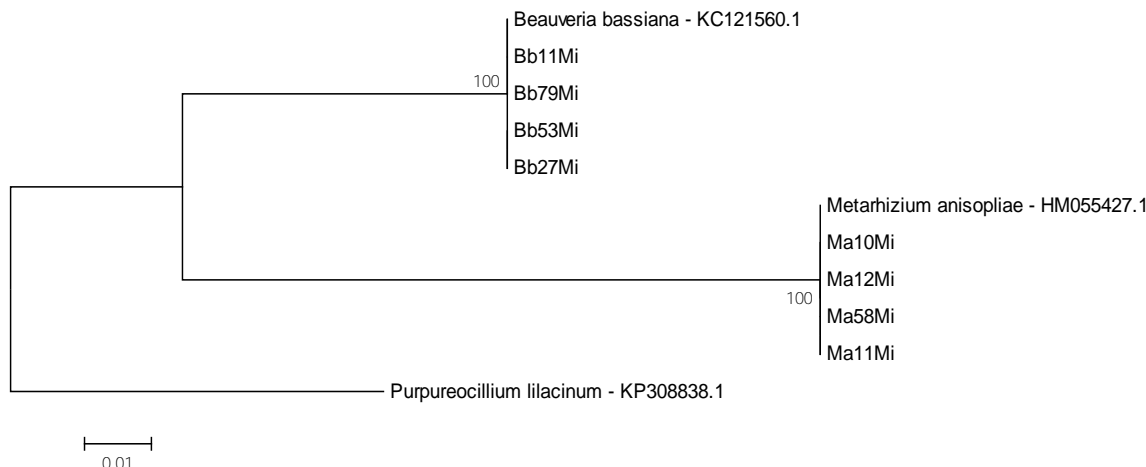 Beauveria bassiana - KC121560.1
Bb11Mi
100
Bb79Mi
Bb53Mi
Bb27Mi
Metarhizium anisopliae - HM055427.1
Ma10Mi
Ma12Mi
100
Ma58Mi
Ma11Mi
Purpureocillium lilacinum - KP308838.1
0.01